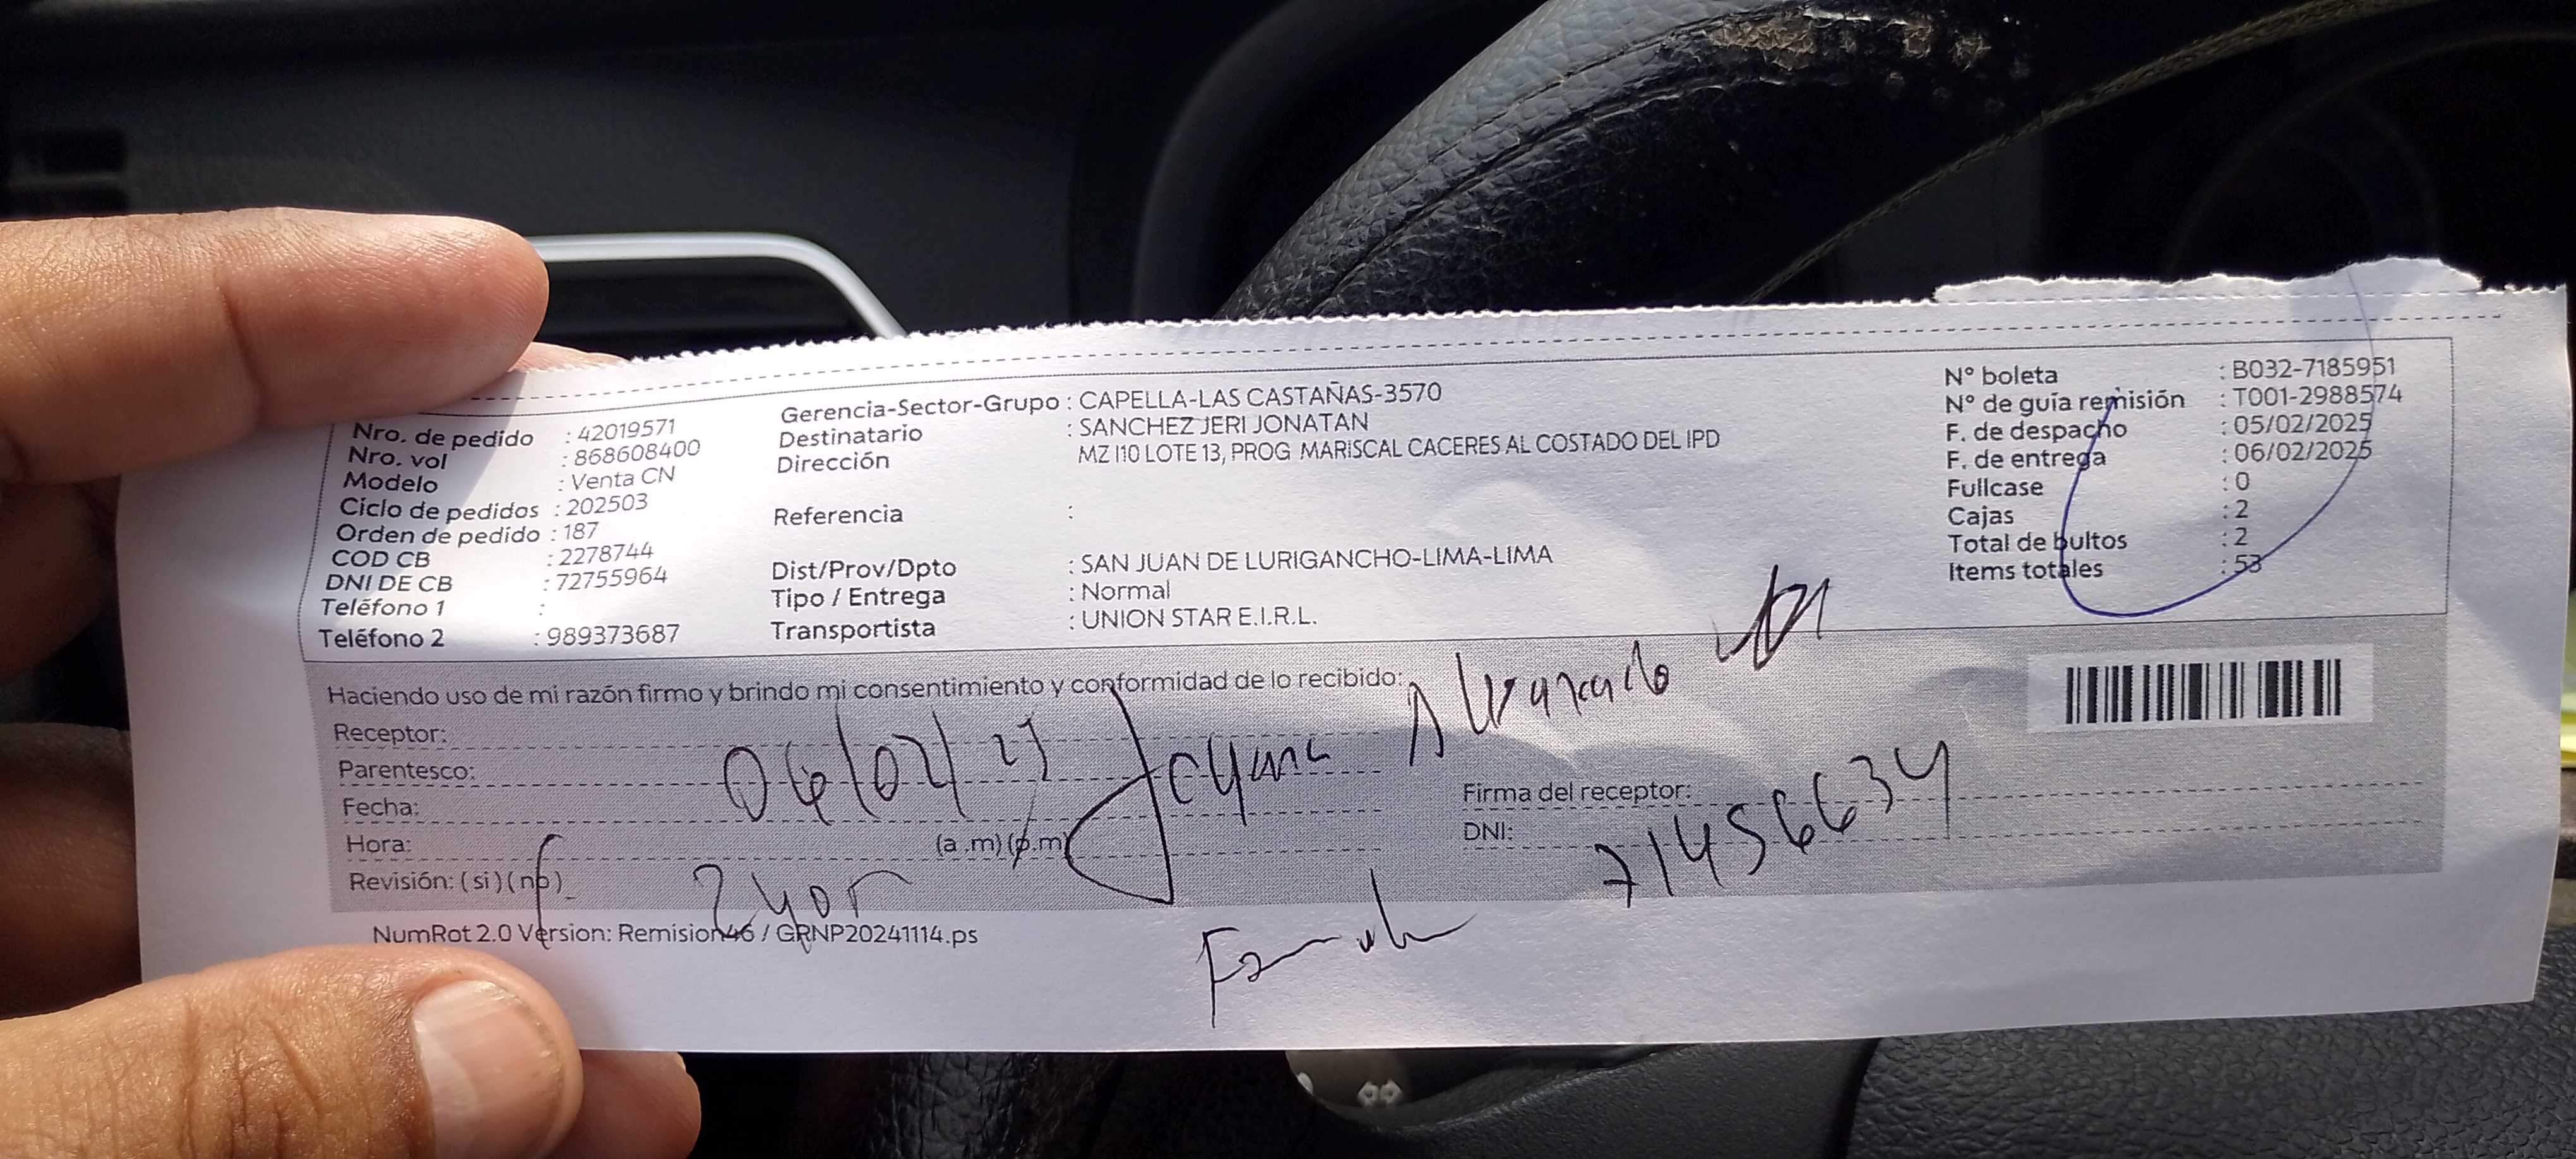 Nro. de pedido : 42019571
Nro. vol : 868608400
Modelo : Venta CN
Ciclo de pedidos : 202503
Orden de pedido : 187
COD CB : 2278744
DNI DE CB : 72755964
Teléfono 1 :
Teléfono 2 : 989373687
Gerencia-Sector-Grupo : CAPELLA-LAS CASTAÑAS-3570
Destinatario : SANCHEZ JERI JONATAN
Dirección MZ I10 LOTE 13, PROG MARISCAL CACERES AL COSTADO DEL IPD
Referencia :
Dist/Prov/Dpto : SAN JUAN DE LURIGANCHO-LIMA-LIMA
Tipo / Entrega : Normal
Transportista : UNION STAR E.I.R.L.
N° boleta : B032-7185951
N° de guía remisión : T001-2988574
F. de despacho : 05/02/2025
F. de entrega : 06/02/2025
Fullcase : 0
Cajas : 2
Total de bultos : 2
Items totales : 53
Haciendo uso de mi razón firmo y brindo mi consentimiento y conformidad de lo recibido:
Alvarado
Receptor:
Parentesco:
Fecha: 06/02/25
Hora: (a.m) (p.m)
Revisión: (si) (no)
Firma del receptor:
DNI: 71456634
NumRot 2.0 Version: Remision46 / GRNP20241114.ps